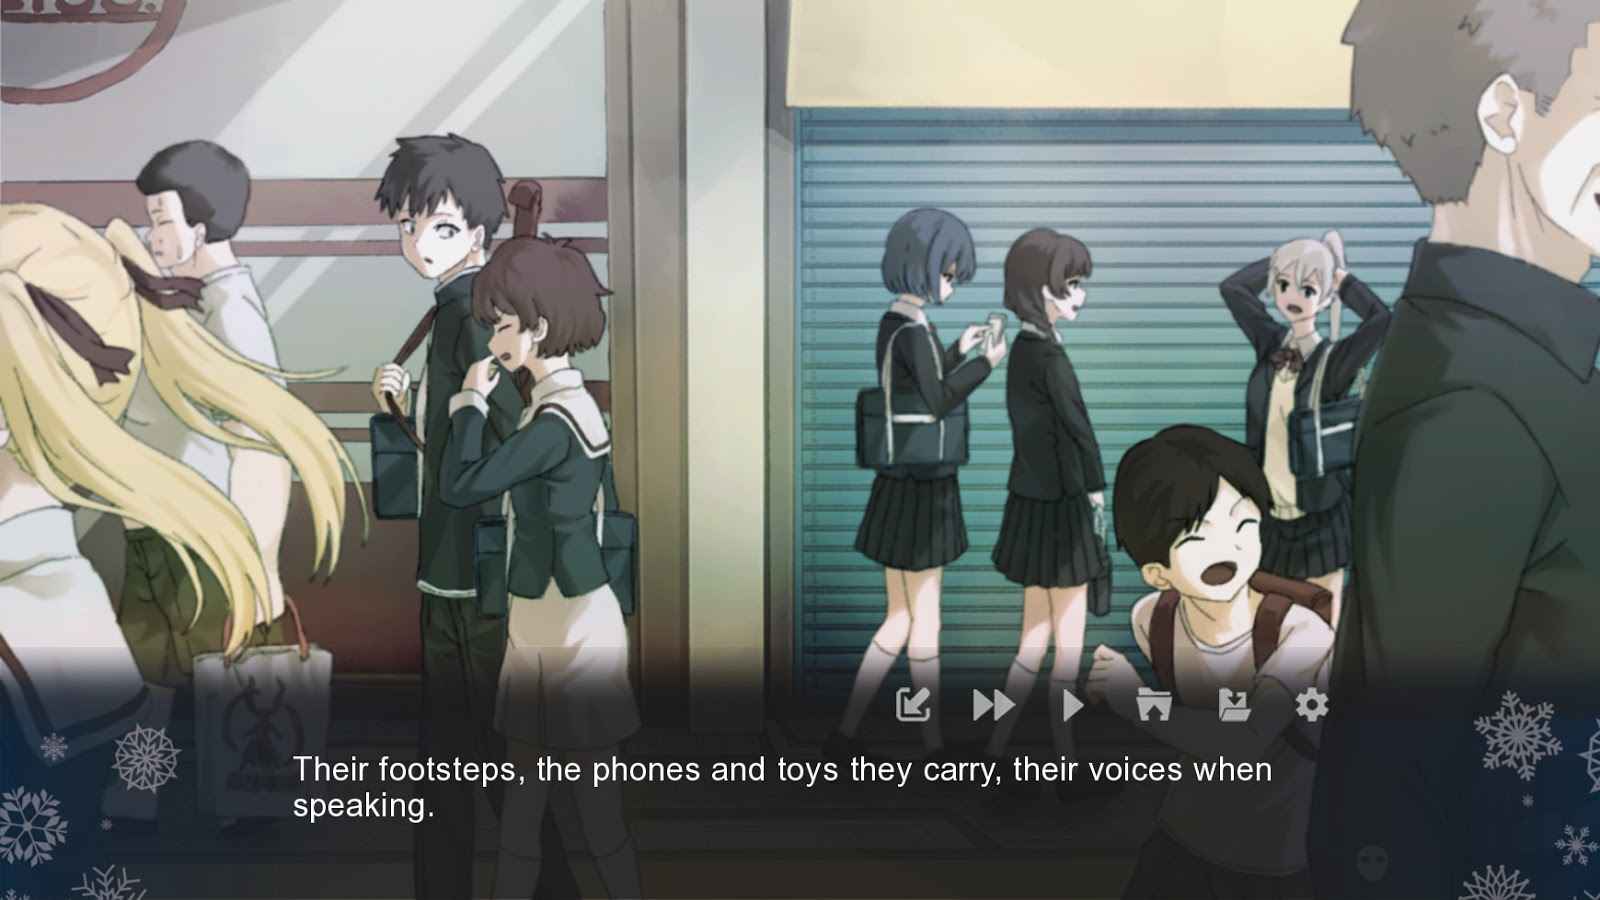 Their footsteps, the phones and toys they carry, their voices when
speaking.